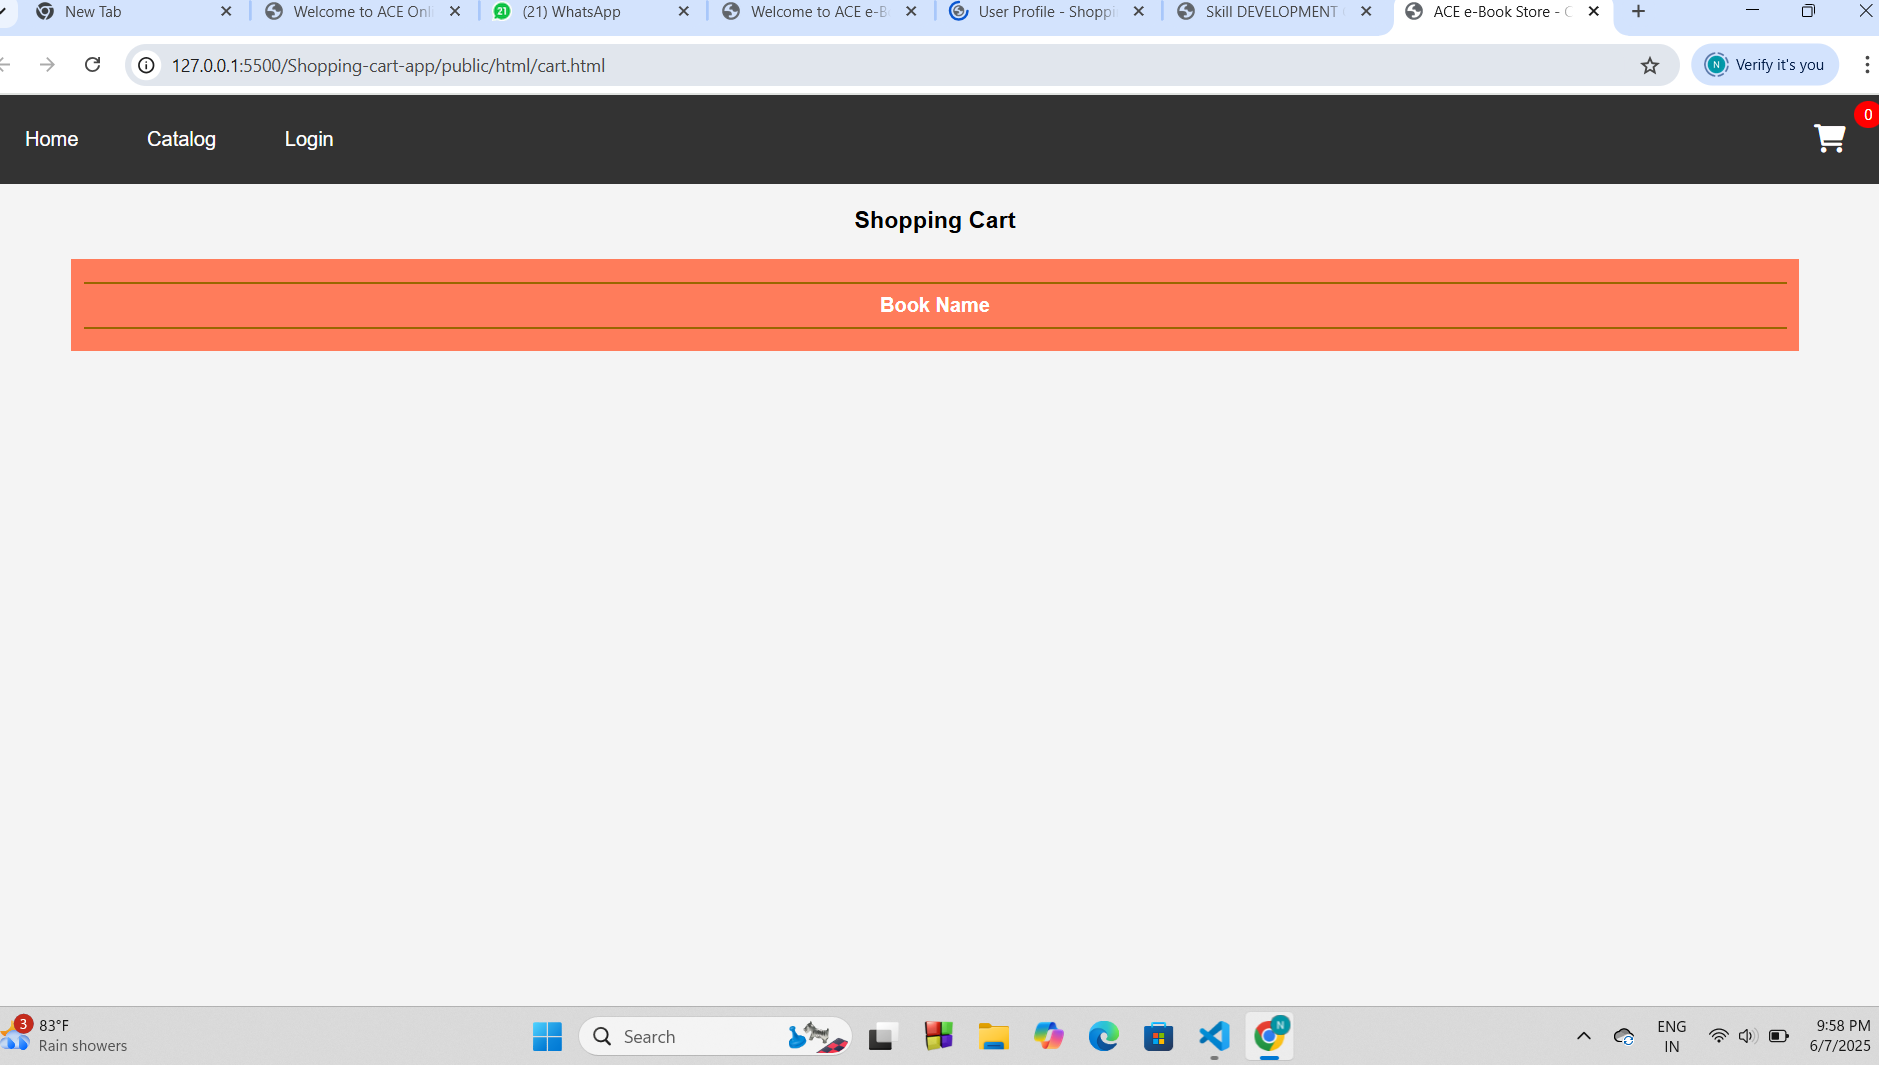 New Tab
Welcome to ACE Onli
21
(21) WhatsApp
Welcome to ACE e-B
User Profile - Shoppi
Skill DEVELOPMENT
ACE e-Book Store - C
127.0.0.1:5500/Shopping-cart-app/public/html/cart.html
N
Verify it's you
Home
Catalog
Login
0
Shopping Cart
Book Name
3
83°F
Rain showers
Search
N
ENG
IN
9:58 PM
6/7/2025